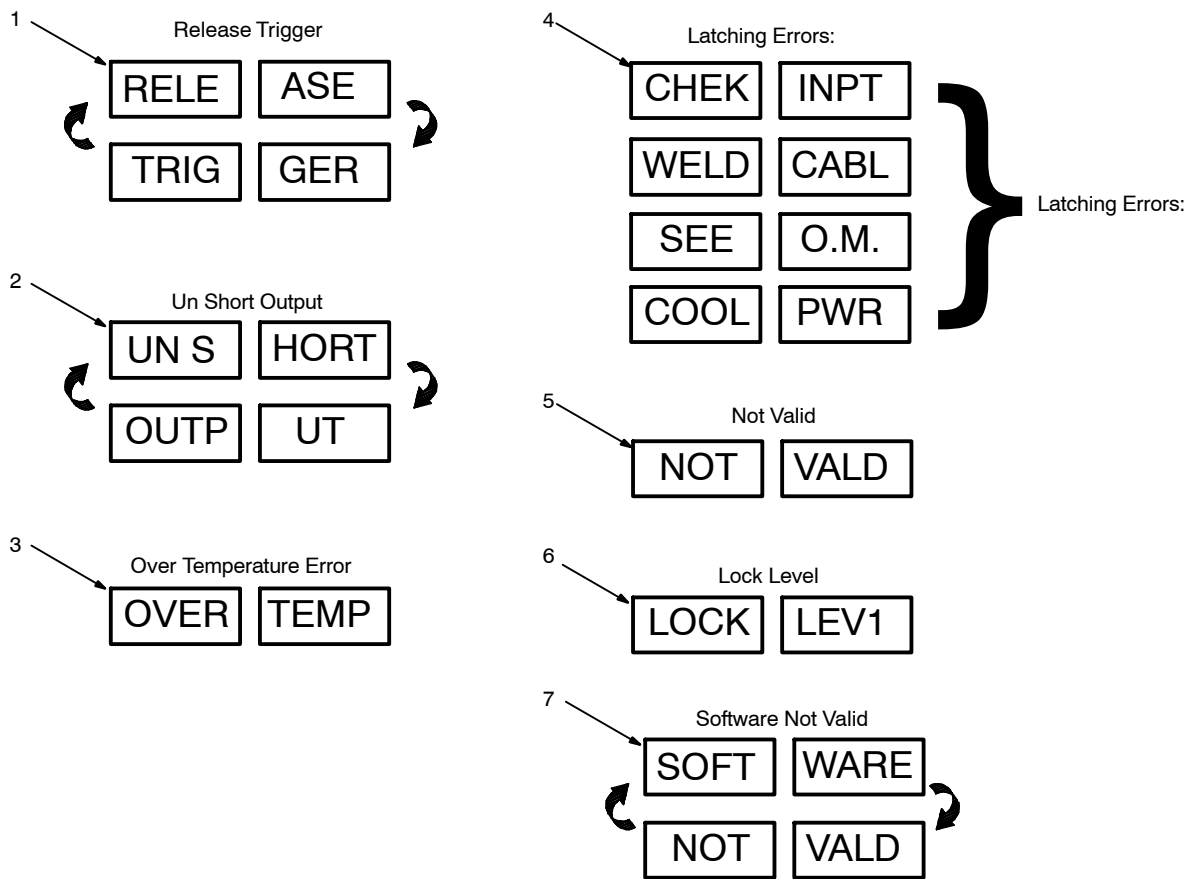 1
Release Trigger
RELE ASE
TRIG GER
2
Un Short Output
UN S HORT
OUTP UT
3
Over Temperature Error
OVER TEMP
4
Latching Errors:
CHEK INPT
WELD CABL
SEE O.M.
COOL PWR
Latching Errors:
5
Not Valid
NOT VALD
6
Lock Level
LOCK LEV1
7
Software Not Valid
SOFT WARE
NOT VALD